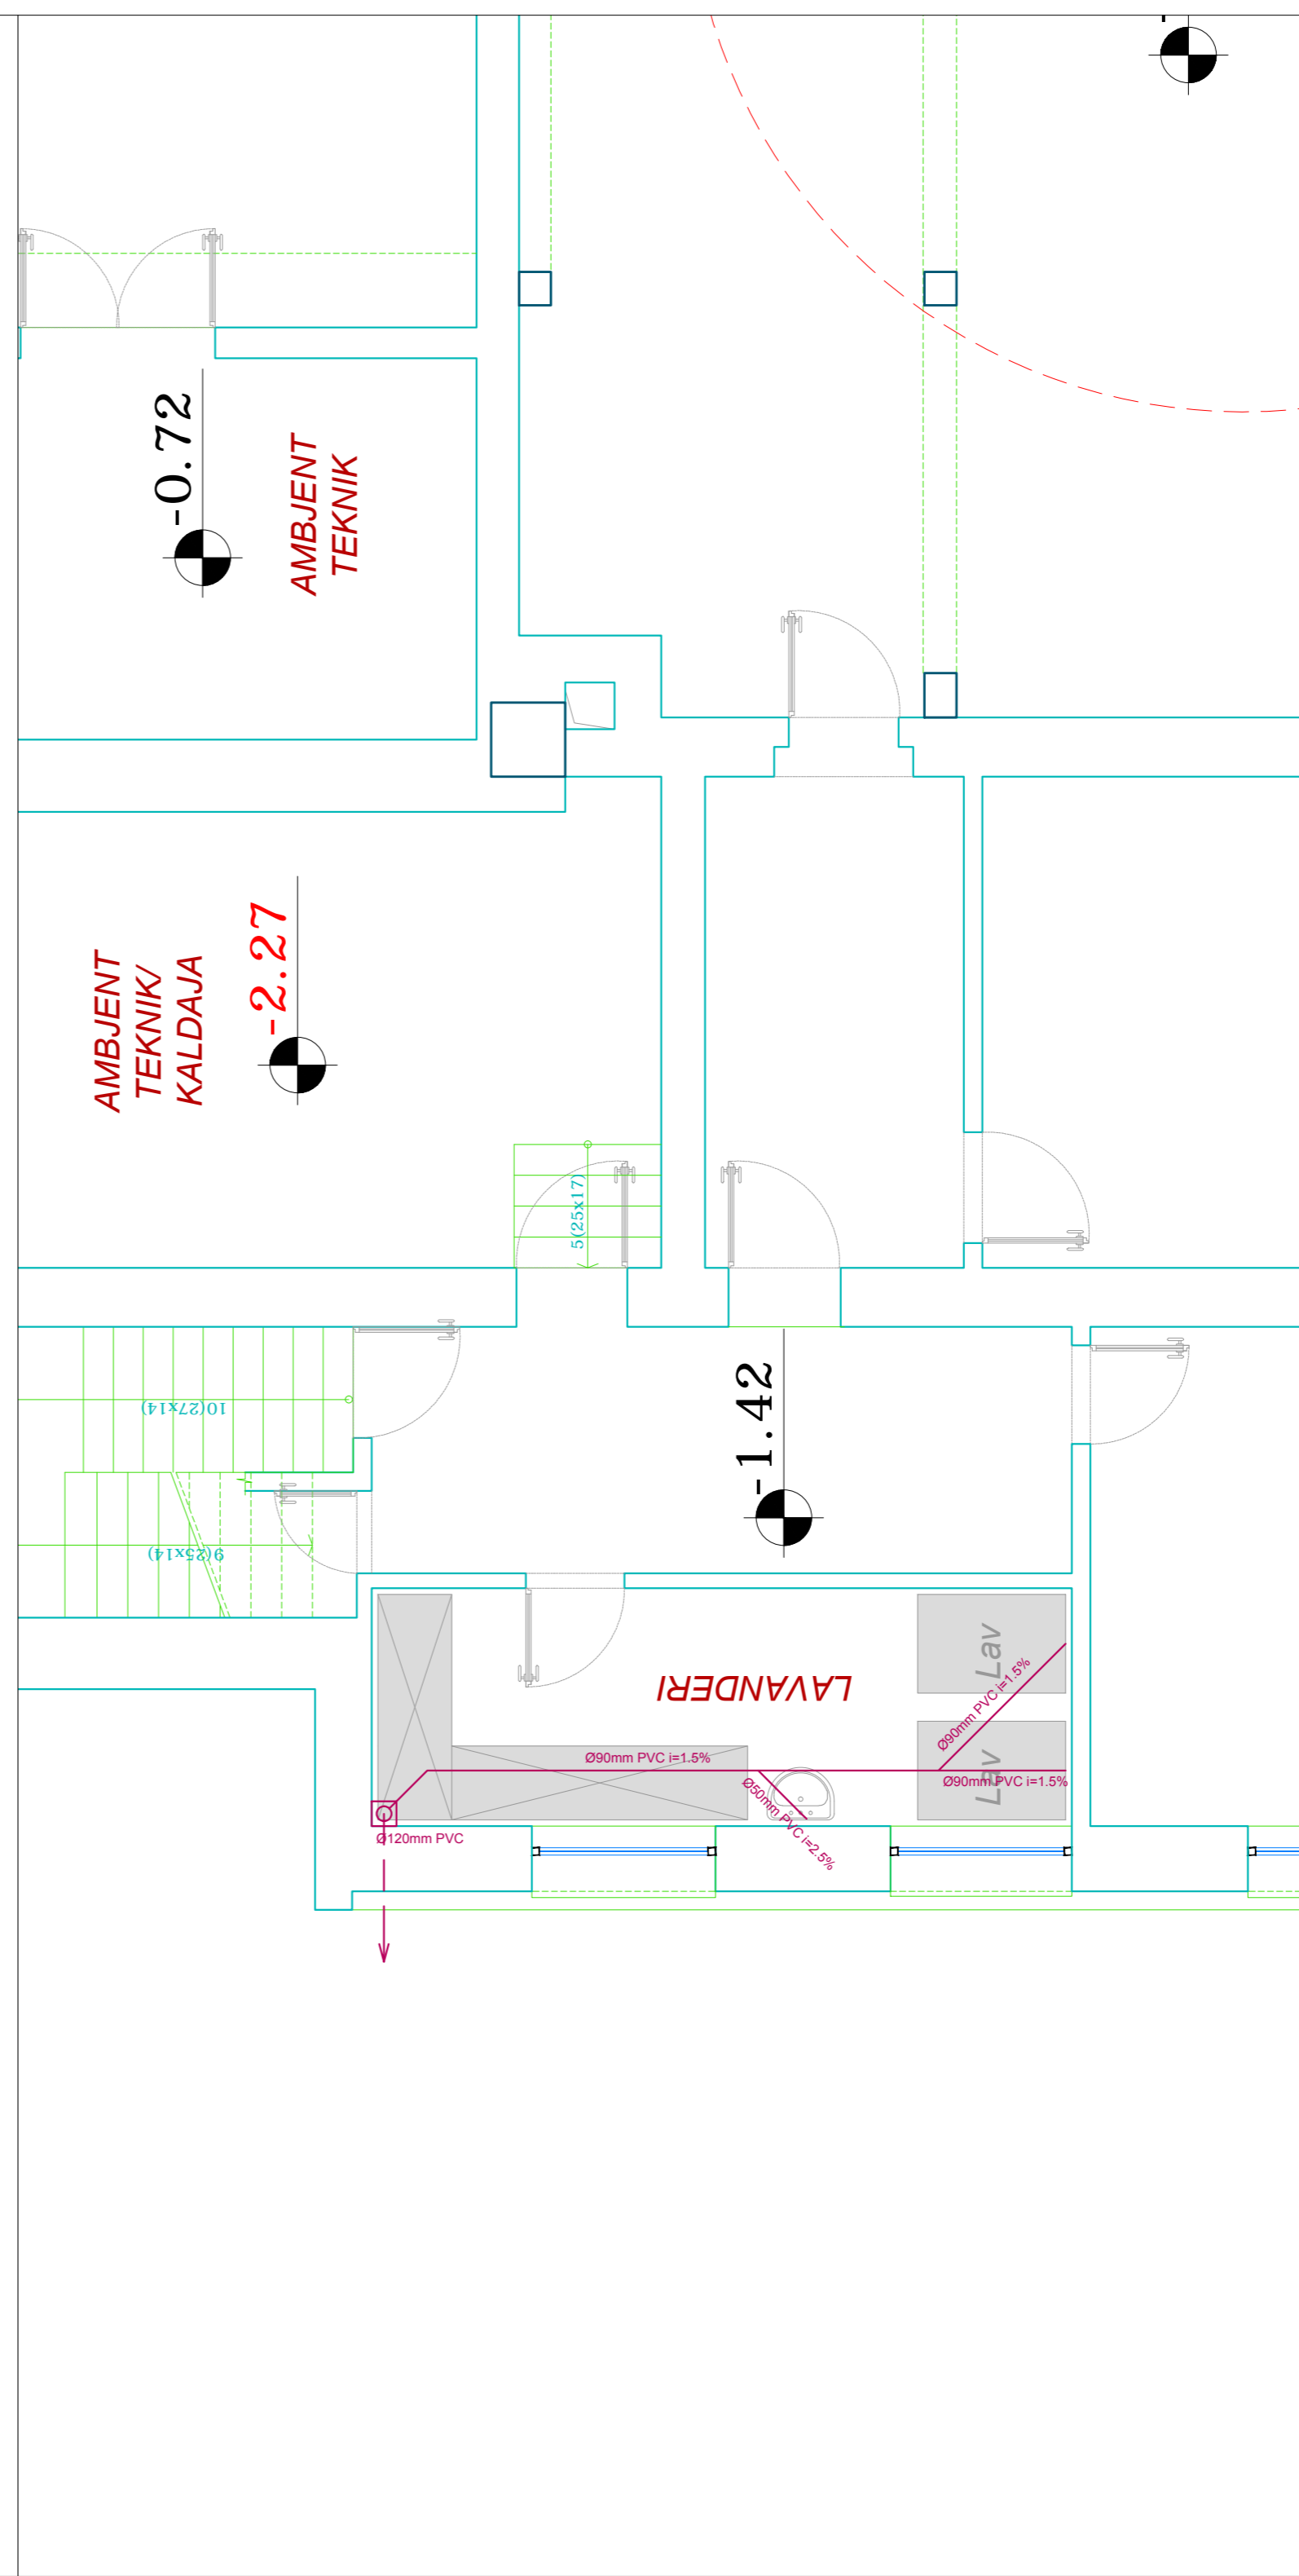 -0.72
AMBJENT
TEKNIK
AMBJENT
TEKNIK/
KALDAJA
-2.27
5(25x17)
10(27x14)
-1.42
9(25x14)
LAVANDERI
Lav
Ø90mm PVC i=1.5%
Ø90mm PVC i=1.5%
Lav
Ø90mm PVC i=1.5%
Ø50mm PVC i=2.5%
Ø120mm PVC